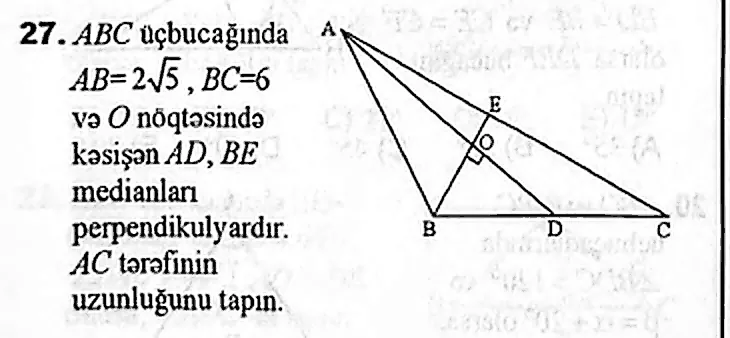 27. ABC üçbucağında
AB=2√5, BC=6
və O nöqtəsində
kəsişən AD, BE
medianları
perpendikulyardır.
AC tərəfinin
uzunluğunu tapın.
A
E
O
B
D
C